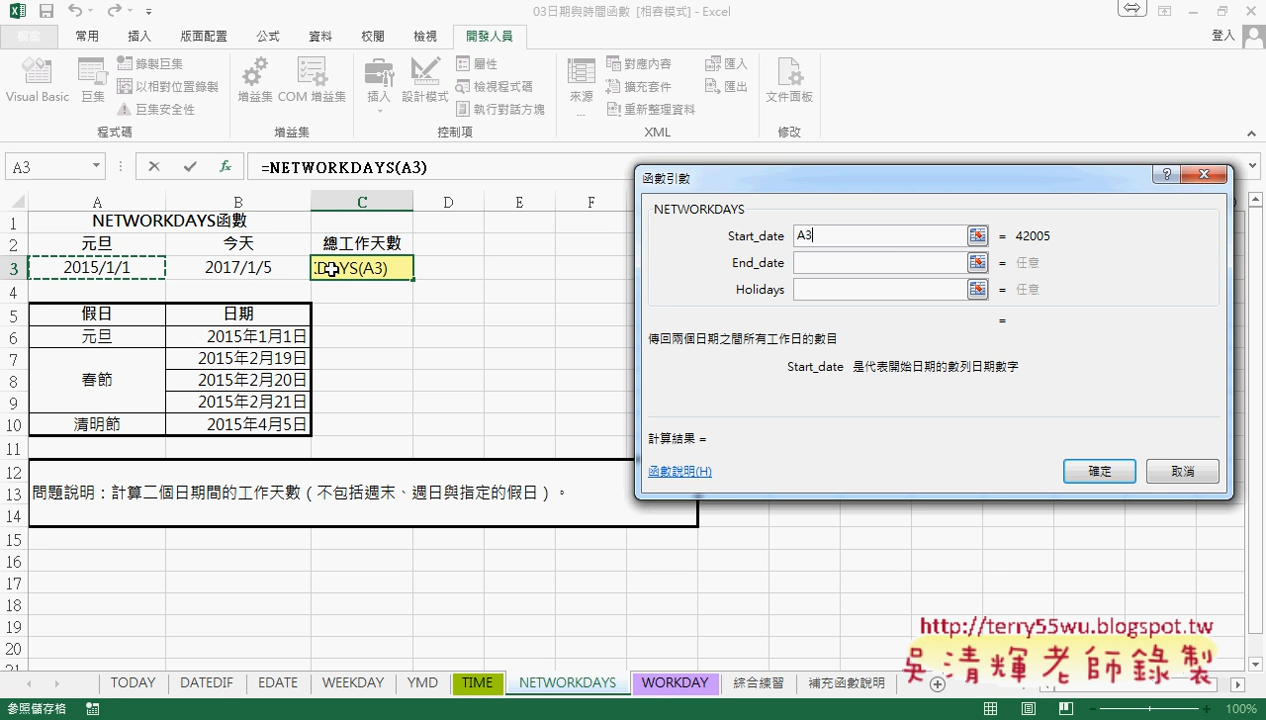 03日期與時間函數 [相容模式] - Excel
檔案 常用 插入 版面配置 公式 資料 校閱 檢視 開發人員 登入
Visual Basic 巨集 錄製巨集 以相對位置錄製 巨集安全性 程式碼
增益集 COM 增益集 增益集
插入 設計模式 屬性 檢視程式碼 執行對話方塊 控制項
來源 ... 對應內容 擴充套件 重新整理資料 匯入 匯出 XML
文件面板 修改
A3 =NETWORKDAYS(A3)
A B C D E F
1 NETWORKDAYS函數
2 元旦 今天 總工作天數
3 2015/1/1 2017/1/5 DAYS(A3)
4
5 假日 日期
6 元旦 2015年1月1日
7 2015年2月19日
8 春節 2015年2月20日
9 2015年2月21日
10 清明節 2015年4月5日
11
12
13 問題說明：計算二個日期間的工作天數（不包括週末、週日與指定的假日）。
14
15
16
17
18
19
20
21
函數引數
NETWORKDAYS
Start_date A3 = 42005
End_date = 任意
Holidays = 任意
=
傳回兩個日期之間所有工作日的數目
Start_date 是代表開始日期的數列日期數字
計算結果 =
函數說明(H) 確定 取消
http://terry55wu.blogspot.tw
吳清輝老師錄製
TODAY DATEDIF EDATE WEEKDAY YMD TIME NETWORKDAYS WORKDAY 綜合練習 補充函數說明
參照儲存格 100%